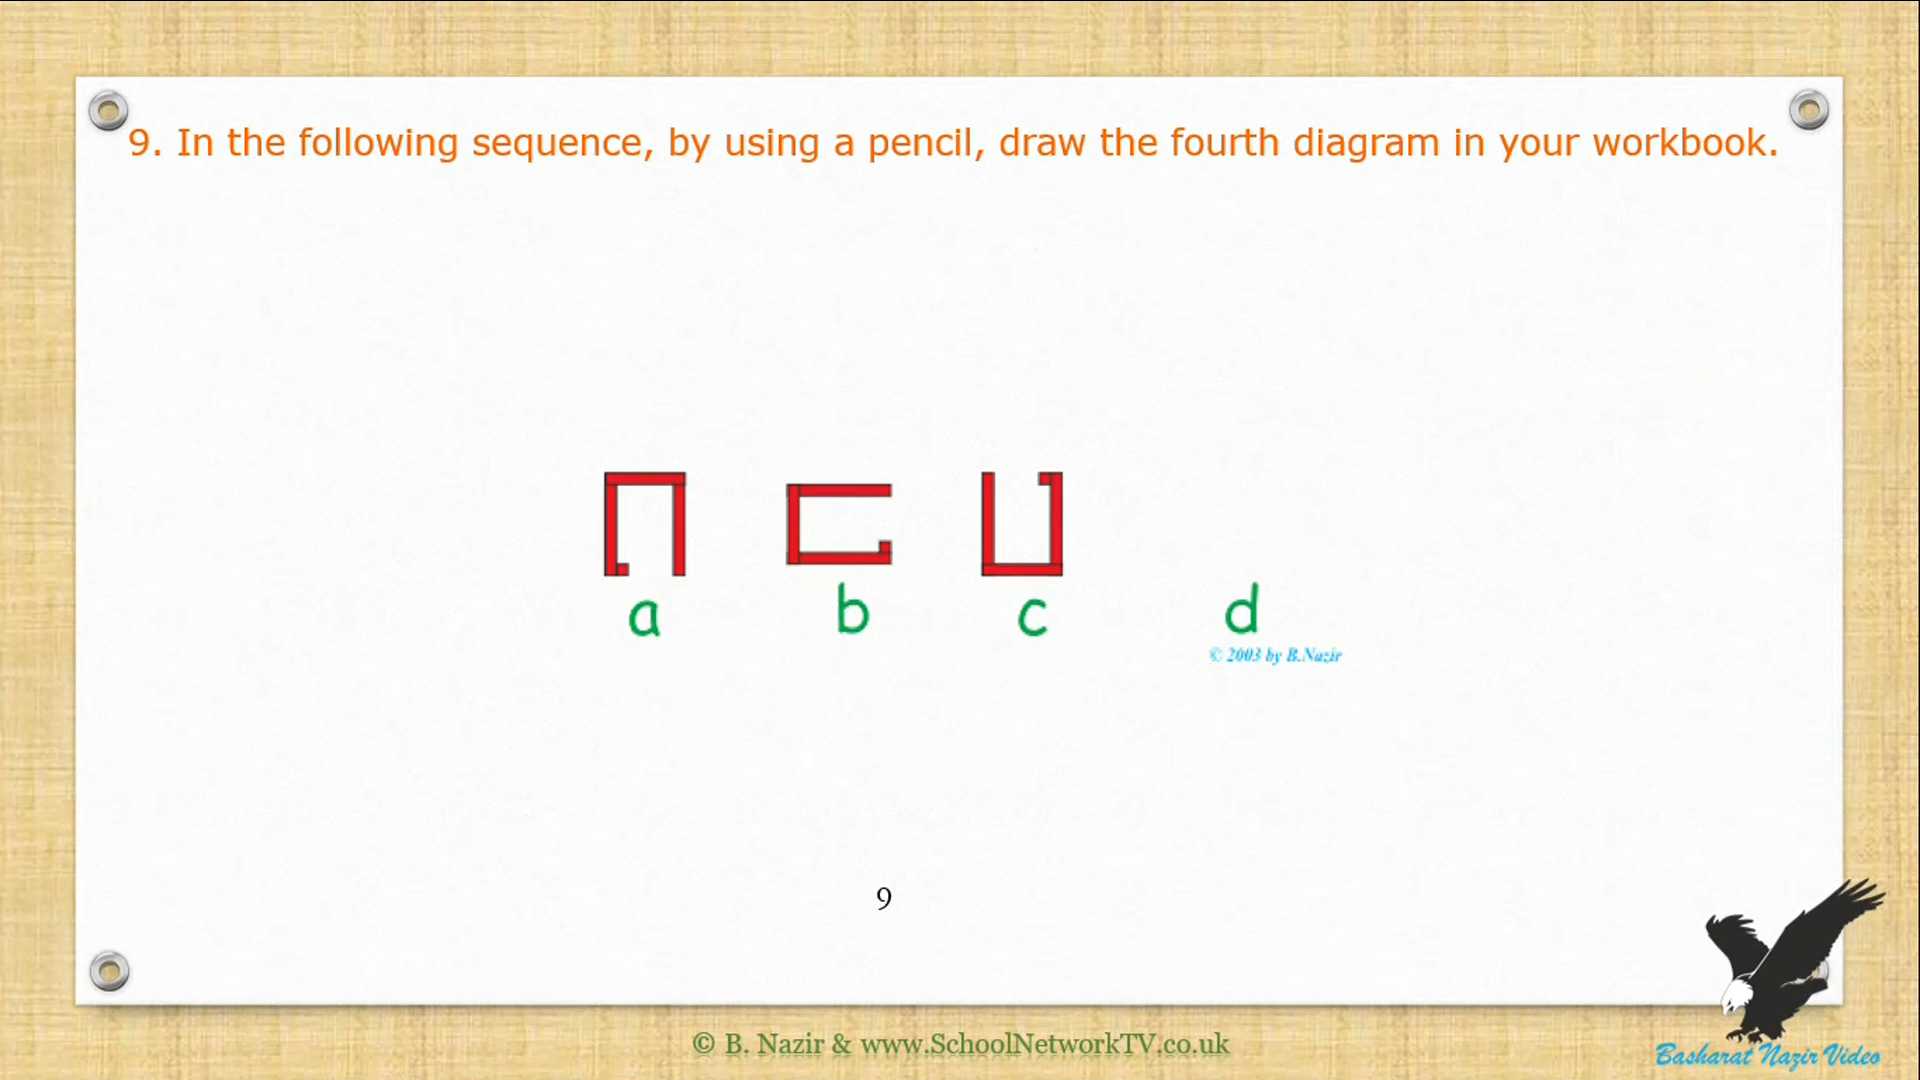 9. In the following sequence, by using a pencil, draw the fourth diagram in your workbook.
a b c d
© 2003 by B.Nazir
9
© B. Nazir & www.SchoolNetworkTV.co.uk
Basharat Nazir Video